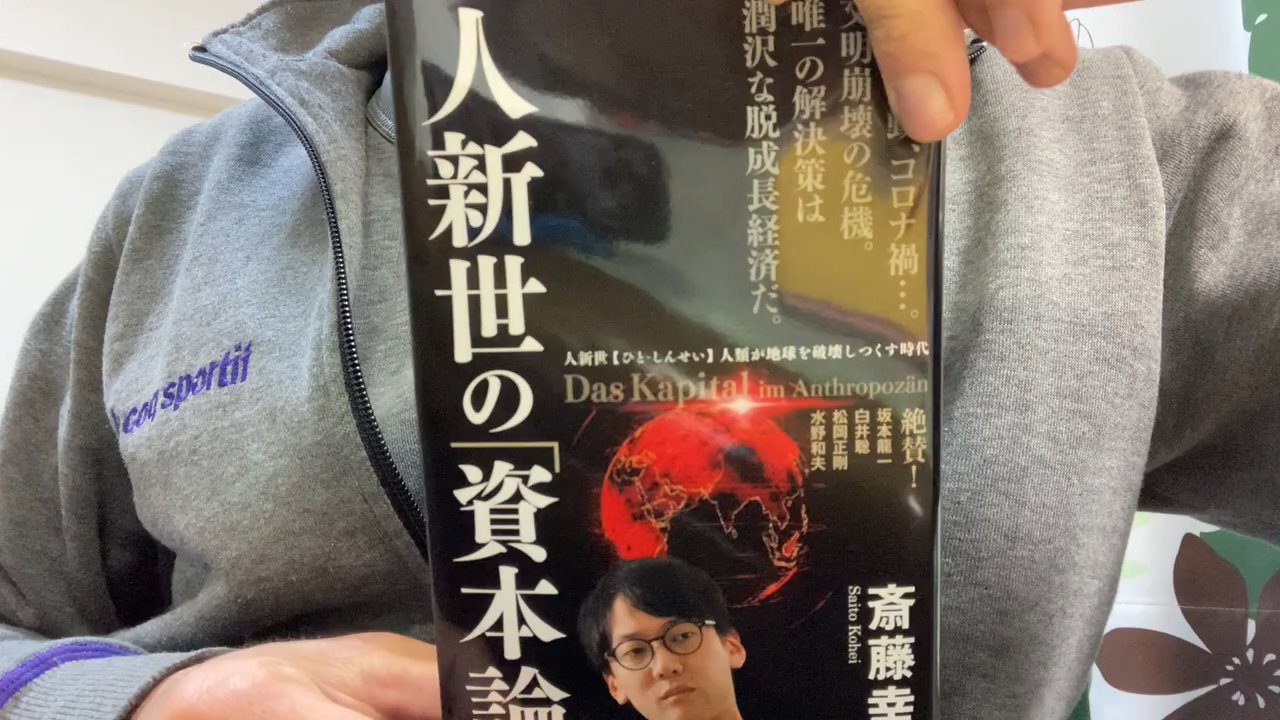 コロナ禍…。
文明崩壊の危機。
唯一の解決策は
潤沢な脱成長経済だ。
人新世の「資本論
人新世【ひと-しんせい】人類が地球を破壊しつくす時代
Das Kapital im Anthropozän
絶賛!
坂本龍一
白井聡
松岡正剛
水野和夫
斎藤幸
Saito Kohei
coq sportif